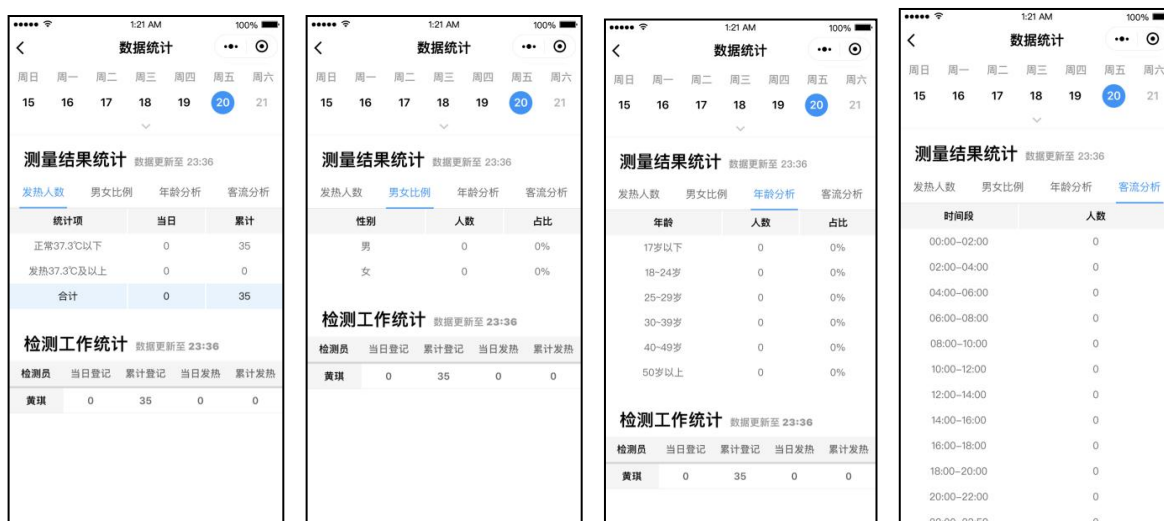 1:21 AM 100%
数据统计
周日 周一 周二 周三 周四 周五 周六
15 16 17 18 19 20 21
测量结果统计 数据更新至 23:36
发热人数 男女比例 年龄分析 客流分析
统计项 当日 累计
正常37.3℃以下 0 35
发热37.3℃及以上 0 0
合计 0 35
检测工作统计 数据更新至 23:36
检测员 当日登记 累计登记 当日发热 累计发热
黄琪 0 35 0 0
1:21 AM 100%
数据统计
周日 周一 周二 周三 周四 周五 周六
15 16 17 18 19 20 21
测量结果统计 数据更新至 23:36
发热人数 男女比例 年龄分析 客流分析
性别 人数 占比
男 0 0%
女 0 0%
检测工作统计 数据更新至 23:36
检测员 当日登记 累计登记 当日发热 累计发热
黄琪 0 35 0 0
1:21 AM 100%
数据统计
周日 周一 周二 周三 周四 周五 周六
15 16 17 18 19 20 21
测量结果统计 数据更新至 23:36
发热人数 男女比例 年龄分析 客流分析
年龄 人数 占比
17岁以下 0 0%
18~24岁 0 0%
25~29岁 0 0%
30~39岁 0 0%
40~49岁 0 0%
50岁以上 0 0%
检测工作统计 数据更新至 23:36
检测员 当日登记 累计登记 当日发热 累计发热
黄琪 0 35 0 0
1:21 AM 100%
数据统计
周日 周一 周二 周三 周四 周五 周六
15 16 17 18 19 20 21
测量结果统计 数据更新至 23:36
发热人数 男女比例 年龄分析 客流分析
时间段 人数
00:00-02:00 0
02:00-04:00 0
04:00-06:00 0
06:00-08:00 0
08:00-10:00 0
10:00-12:00 0
12:00-14:00 0
14:00-16:00 0
16:00-18:00 0
18:00-20:00 0
20:00-22:00 0